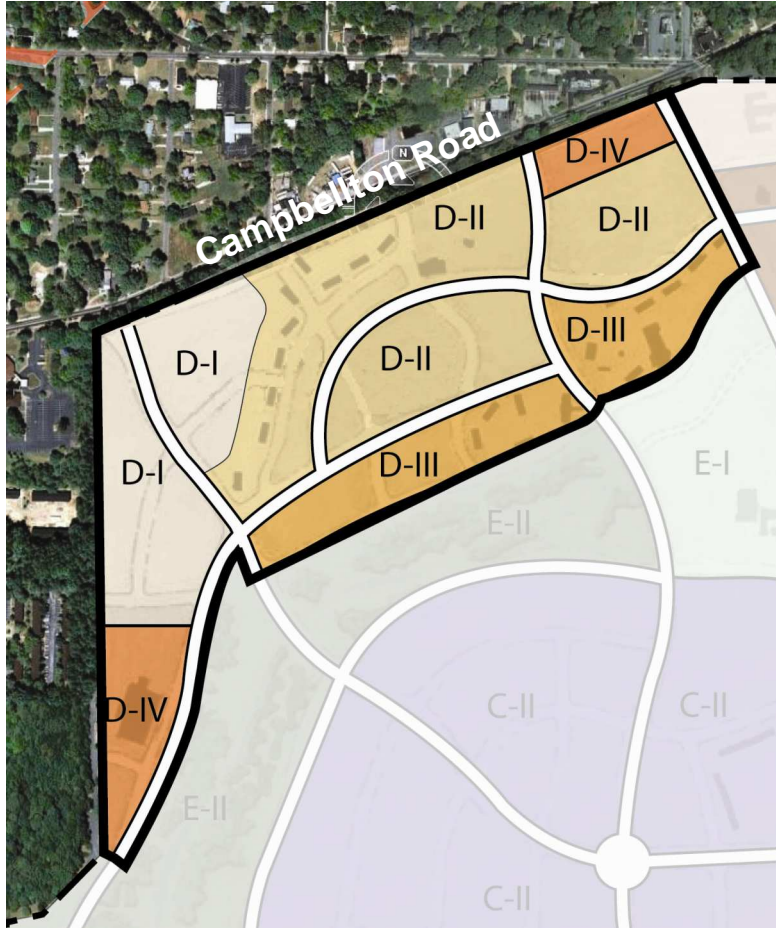 Campbellton Road
N
E
D-IV
D-II
D-II
D-III
D-I
D-II
D-I
D-III
E-I
E-II
D-IV
C-II
C-II
E-II
C-II